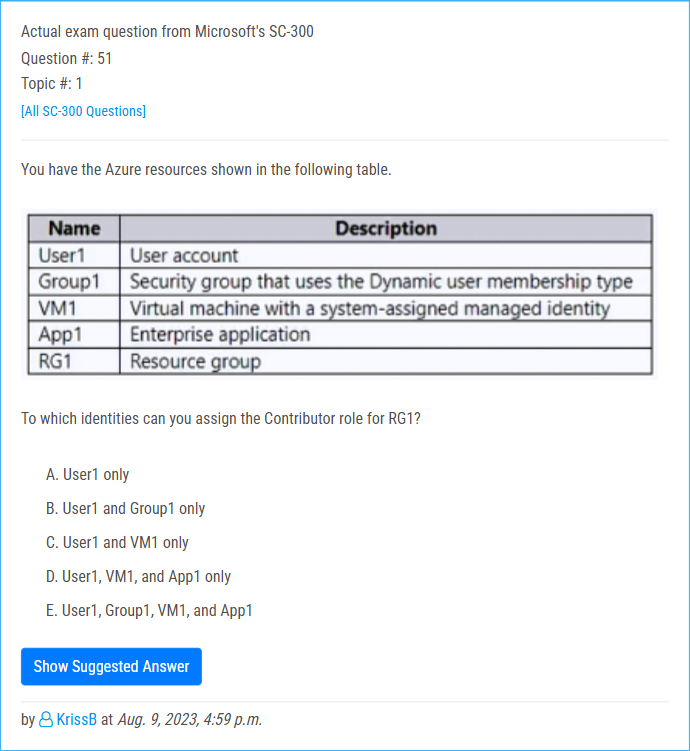 Actual exam question from Microsoft's SC-300
Question #: 51
Topic #: 1
[All SC-300 Questions]
You have the Azure resources shown in the following table.
Name Description
User1 User account
Group1 Security group that uses the Dynamic user membership type
VM1 Virtual machine with a system-assigned managed identity
App1 Enterprise application
RG1 Resource group
To which identities can you assign the Contributor role for RG1?
A. User1 only
B. User1 and Group1 only
C. User1 and VM1 only
D. User1, VM1, and App1 only
E. User1, Group1, VM1, and App1
Show Suggested Answer
by KrissB at Aug. 9, 2023, 4:59 p.m.